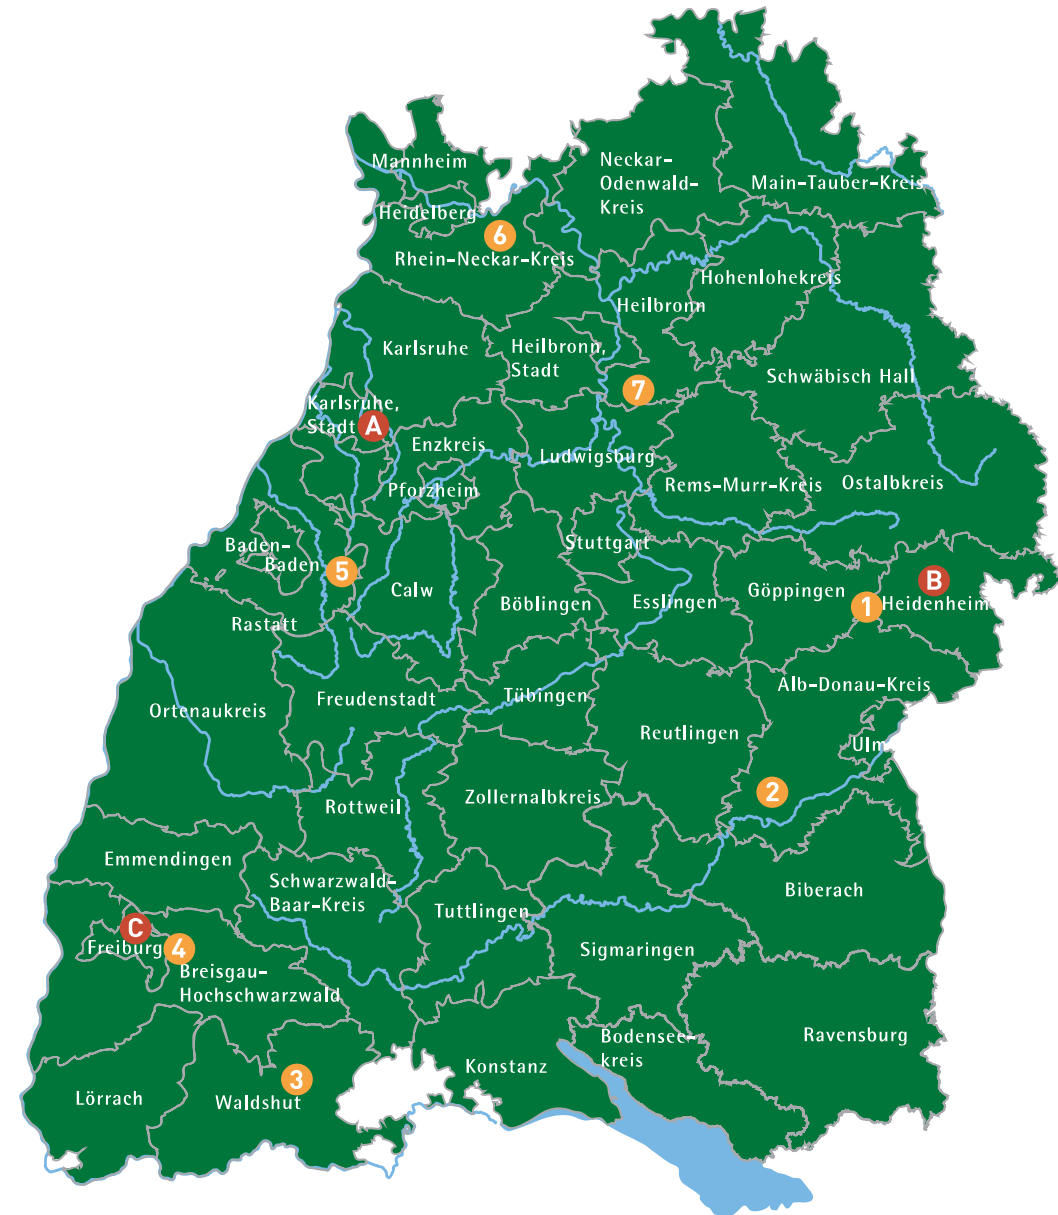 Mannheim
Neckar-
Odenwald-
Kreis
Main-Tauber-Kreis
Heidelberg
6
Rhein-Neckar-Kreis
Hohenlohekreis
Heilbronn
Karlsruhe
Heilbronn,
Stadt
Schwäbisch Hall
7
Karlsruhe,
Stadt
A
Enzkreis
Ludwigsburg
Pforzheim
Rems-Murr-Kreis
Ostalbkreis
Baden-
Baden
5
Stuttgart
Calw
Böblingen
Esslingen
Göppingen
B
1
Heidenheim
Rastatt
Freudenstadt
Tübingen
Alb-Donau-Kreis
Ortenaukreis
Reutlingen
Ulm
2
Rottweil
Zollernalbkreis
Emmendingen
Schwarzwald-
Baar-Kreis
Tuttlingen
Biberach
C
Freiburg
4
Sigmaringen
Breisgau-
Hochschwarzwald
Bodensee-
kreis
Ravensburg
Konstanz
3
Lörrach
Waldshut